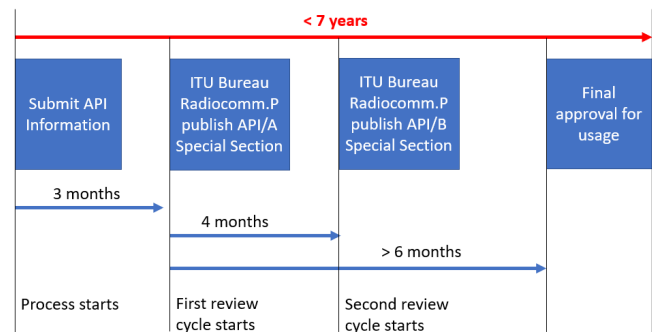 < 7 years
Submit API
Information
ITU Bureau
Radiocomm.P
publish API/A
Special Section
ITU Bureau
Radiocomm.P
publish API/B
Special Section
Final
approval for
usage
3 months
4 months
> 6 months
Process starts
First review
cycle starts
Second review
cycle starts